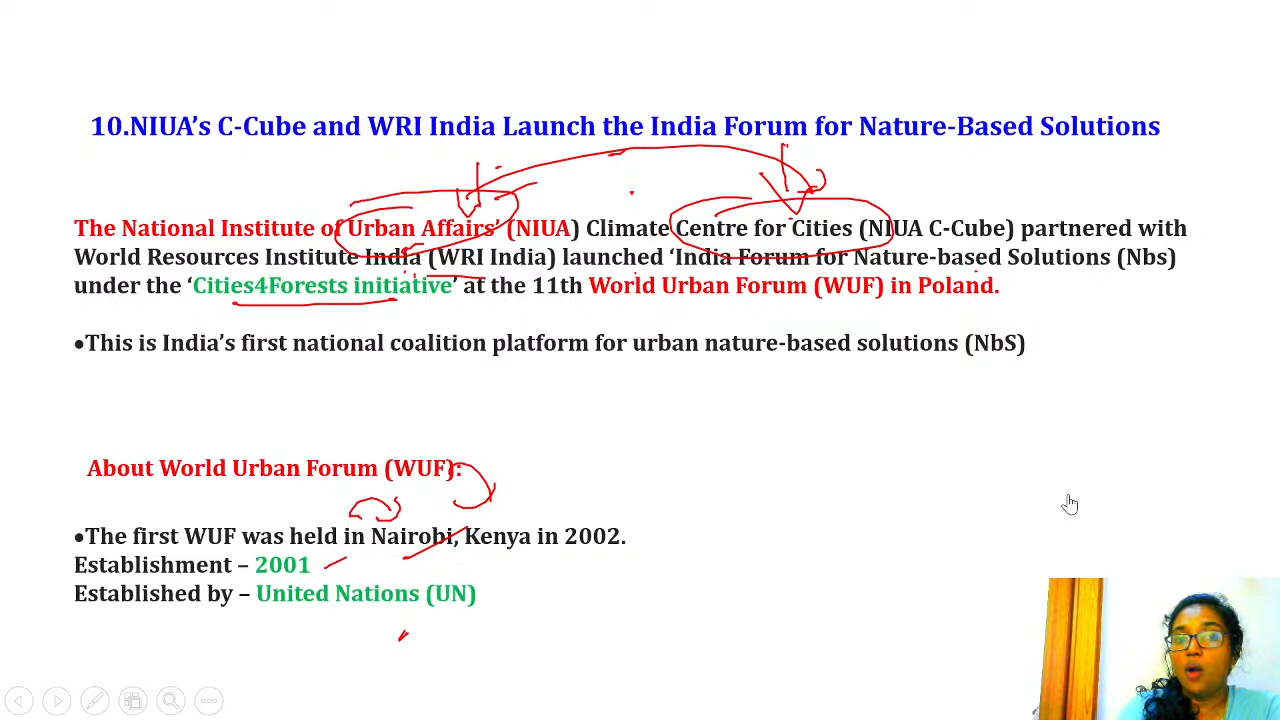 10.NIUA’s C-Cube and WRI India Launch the India Forum for Nature-Based Solutions
The National Institute of Urban Affairs’ (NIUA) Climate Centre for Cities (NIUA C-Cube) partnered with
World Resources Institute India (WRI India) launched ‘India Forum for Nature-based Solutions (Nbs)
under the ‘Cities4Forests initiative’ at the 11th World Urban Forum (WUF) in Poland.
•This is India’s first national coalition platform for urban nature-based solutions (NbS)
About World Urban Forum (WUF):
•The first WUF was held in Nairobi, Kenya in 2002.
Establishment – 2001
Established by – United Nations (UN)